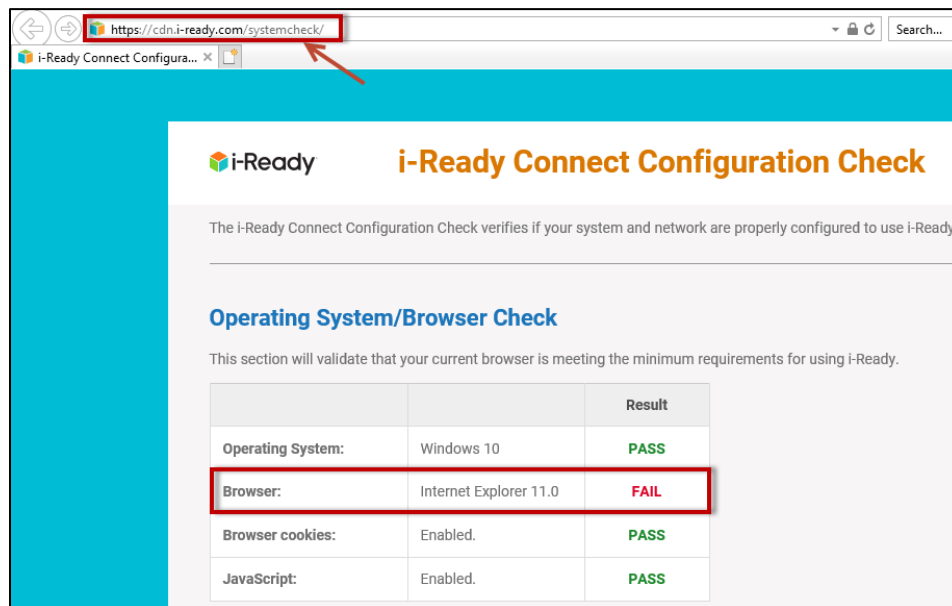 https://cdn.i-ready.com/systemcheck/
Search...
i-Ready Connect Configura...
i-Ready
i-Ready Connect Configuration Check
The i-Ready Connect Configuration Check verifies if your system and network are properly configured to use i-Ready
Operating System/Browser Check
This section will validate that your current browser is meeting the minimum requirements for using i-Ready.
Result
Operating System: Windows 10 PASS
Browser: Internet Explorer 11.0 FAIL
Browser cookies: Enabled. PASS
JavaScript: Enabled. PASS